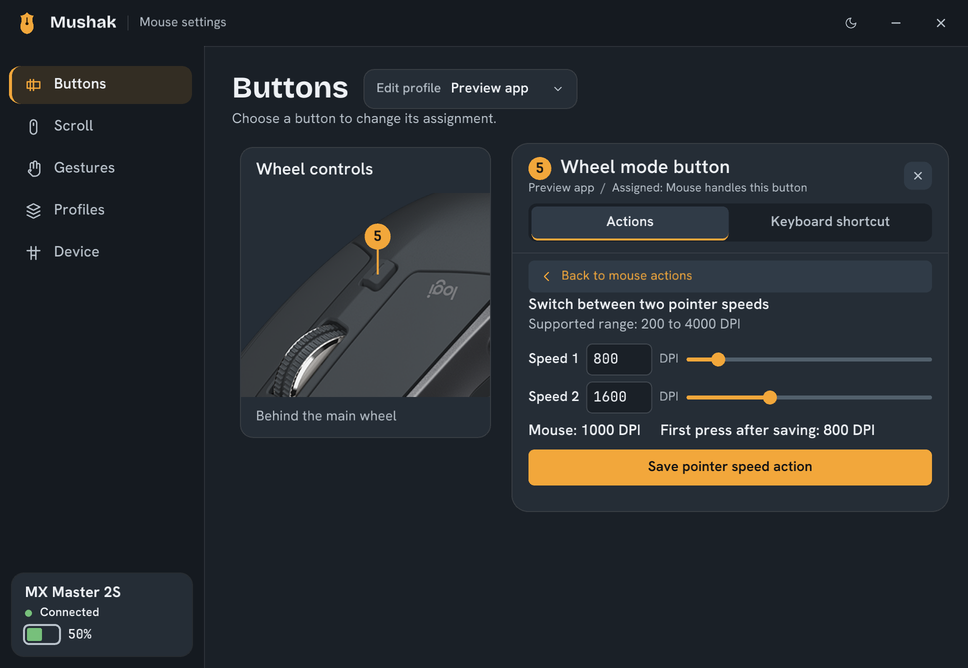 Mushak
Mouse settings
Buttons
Scroll
Gestures
Profiles
Device
MX Master 2S
Connected
50%
Buttons
Edit profile Preview app
Choose a button to change its assignment.
Wheel controls
5
logi
Behind the main wheel
5 Wheel mode button
Preview app / Assigned: Mouse handles this button
Actions
Keyboard shortcut
Back to mouse actions
Switch between two pointer speeds
Supported range: 200 to 4000 DPI
Speed 1 800 DPI
Speed 2 1600 DPI
Mouse: 1000 DPI First press after saving: 800 DPI
Save pointer speed action